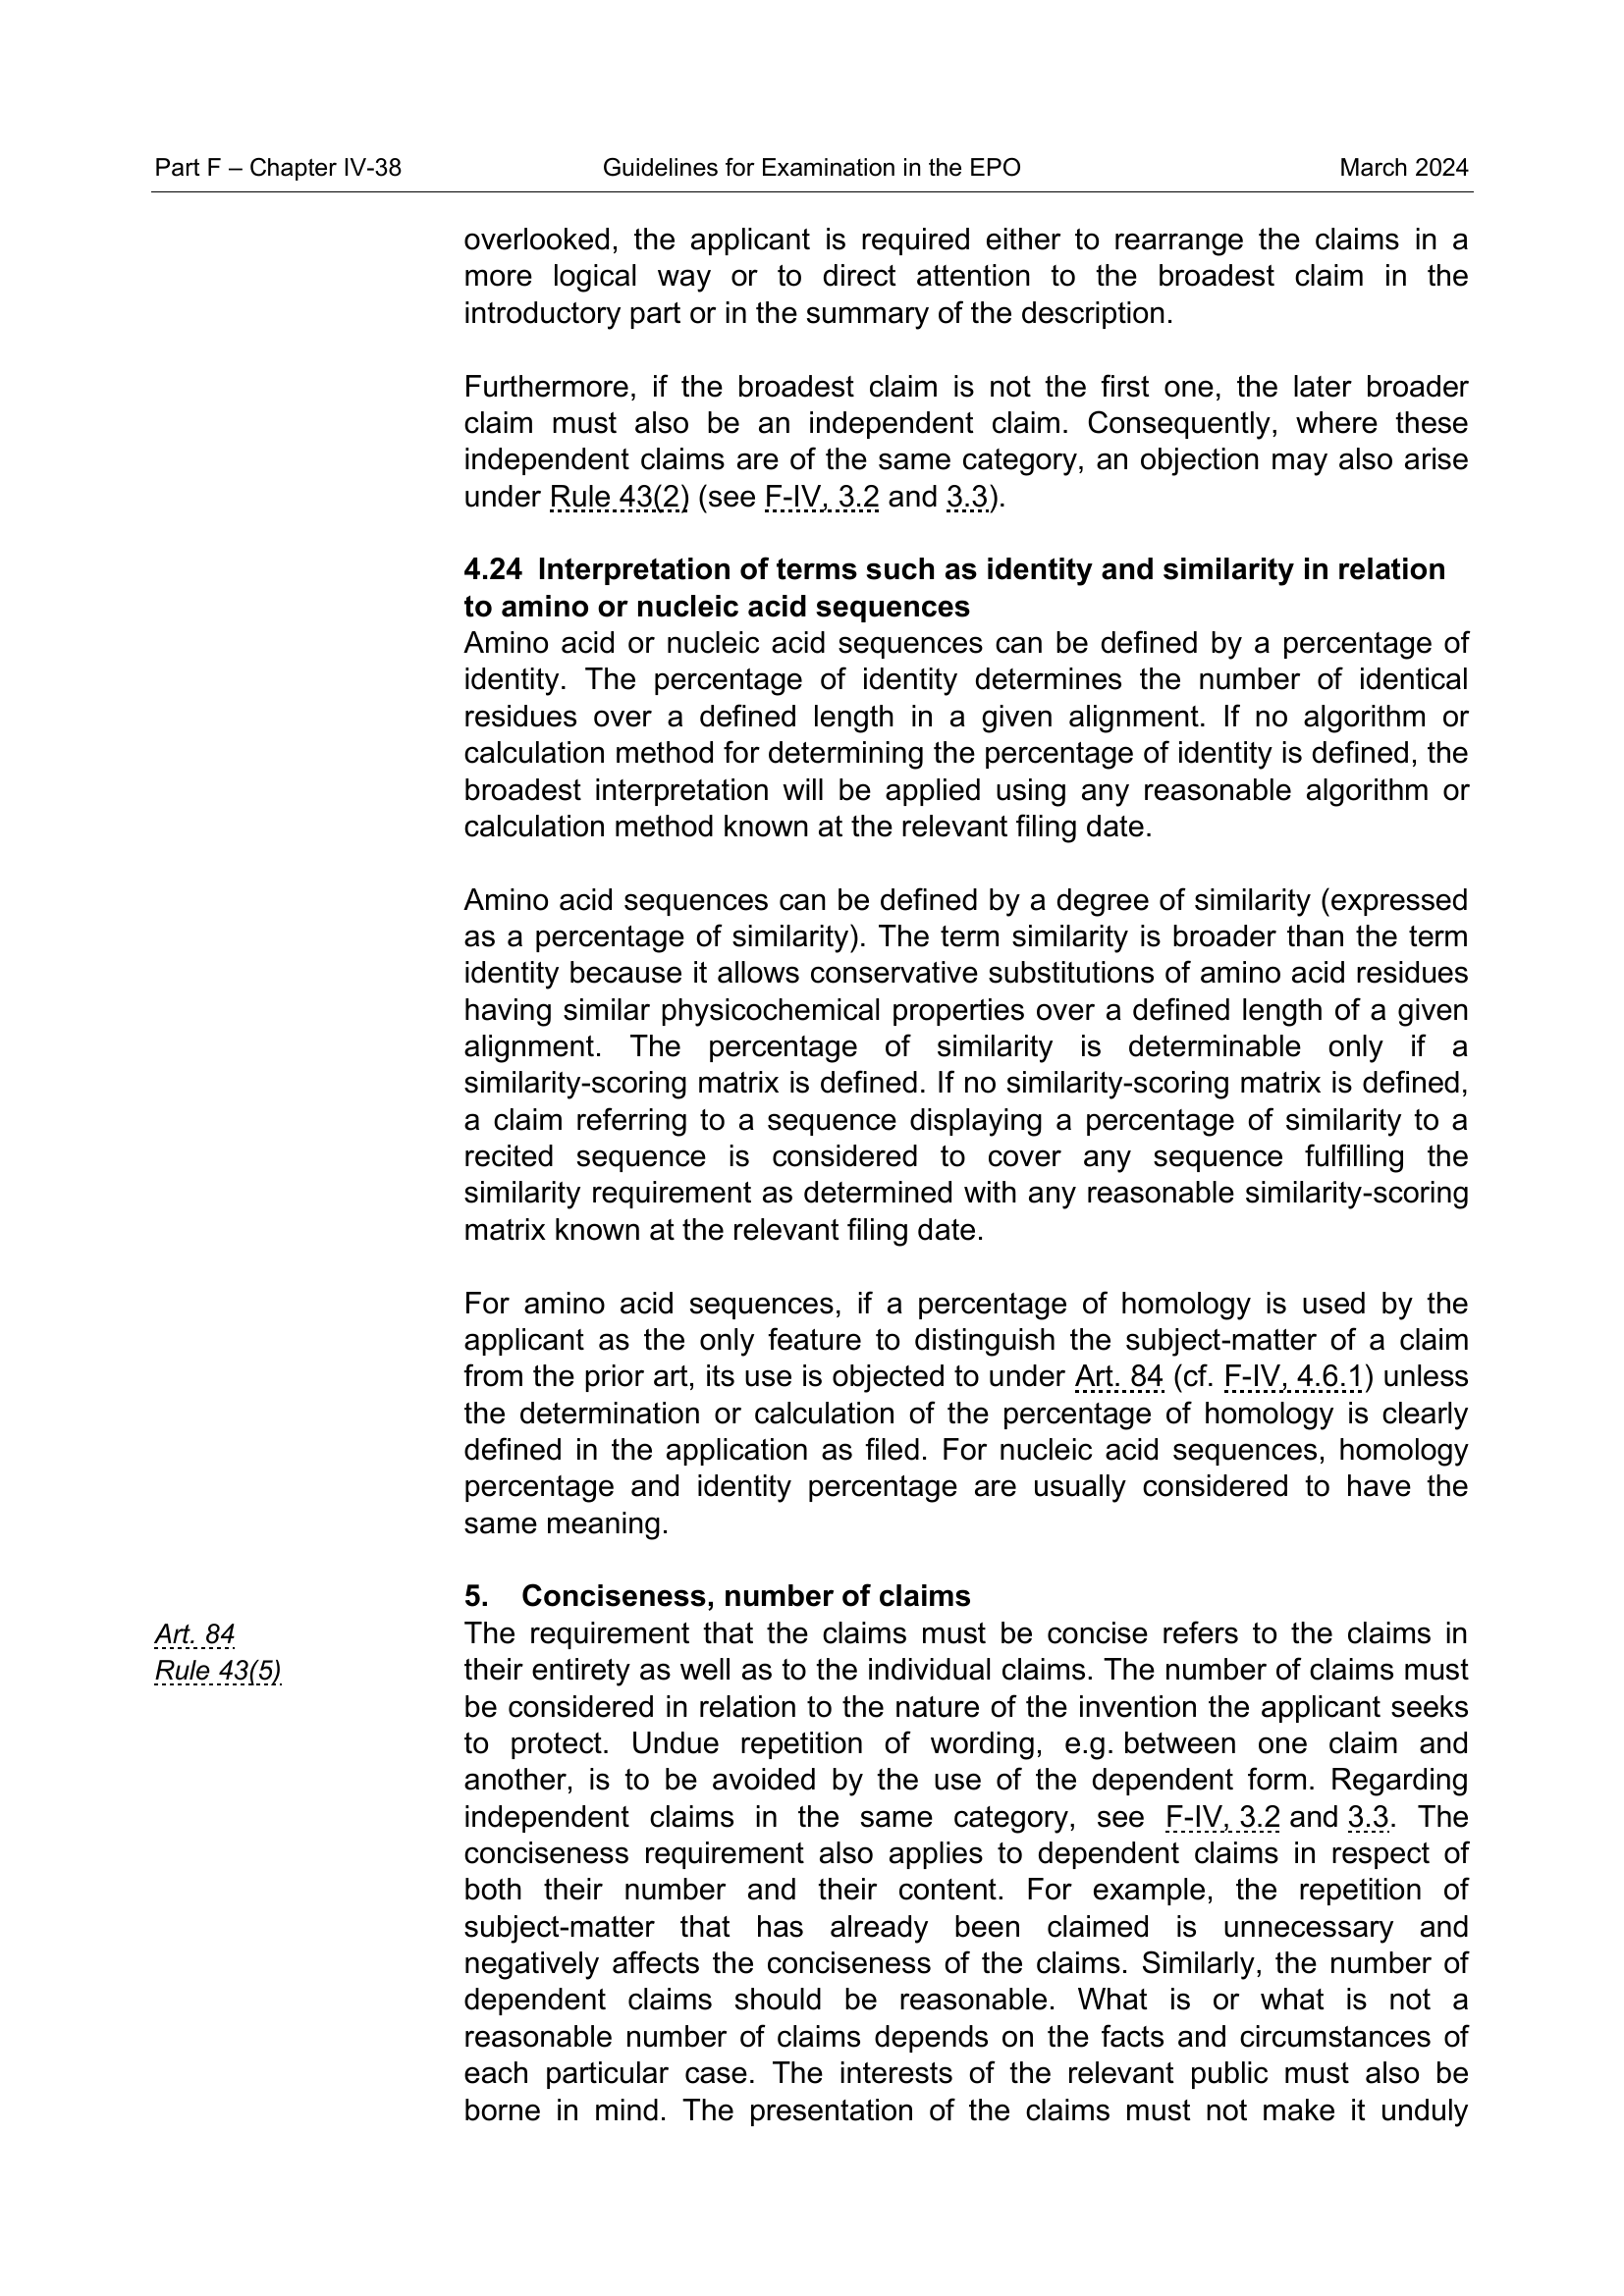 Part F – Chapter IV-38 Guidelines for Examination in the EPO March 2024
overlooked, the applicant is required either to rearrange the claims in a
more logical way or to direct attention to the broadest claim in the
introductory part or in the summary of the description.
Furthermore, if the broadest claim is not the first one, the later broader
claim must also be an independent claim. Consequently, where these
independent claims are of the same category, an objection may also arise
under Rule 43(2) (see F-IV, 3.2 and 3.3).
4.24 Interpretation of terms such as identity and similarity in relation
to amino or nucleic acid sequences
Amino acid or nucleic acid sequences can be defined by a percentage of
identity. The percentage of identity determines the number of identical
residues over a defined length in a given alignment. If no algorithm or
calculation method for determining the percentage of identity is defined, the
broadest interpretation will be applied using any reasonable algorithm or
calculation method known at the relevant filing date.
Amino acid sequences can be defined by a degree of similarity (expressed
as a percentage of similarity). The term similarity is broader than the term
identity because it allows conservative substitutions of amino acid residues
having similar physicochemical properties over a defined length of a given
alignment. The percentage of similarity is determinable only if a
similarity-scoring matrix is defined. If no similarity-scoring matrix is defined,
a claim referring to a sequence displaying a percentage of similarity to a
recited sequence is considered to cover any sequence fulfilling the
similarity requirement as determined with any reasonable similarity-scoring
matrix known at the relevant filing date.
For amino acid sequences, if a percentage of homology is used by the
applicant as the only feature to distinguish the subject-matter of a claim
from the prior art, its use is objected to under Art. 84 (cf. F-IV, 4.6.1) unless
the determination or calculation of the percentage of homology is clearly
defined in the application as filed. For nucleic acid sequences, homology
percentage and identity percentage are usually considered to have the
same meaning.
5. Conciseness, number of claims
Art. 84
Rule 43(5)
The requirement that the claims must be concise refers to the claims in
their entirety as well as to the individual claims. The number of claims must
be considered in relation to the nature of the invention the applicant seeks
to protect. Undue repetition of wording, e.g. between one claim and
another, is to be avoided by the use of the dependent form. Regarding
independent claims in the same category, see F-IV, 3.2 and 3.3. The
conciseness requirement also applies to dependent claims in respect of
both their number and their content. For example, the repetition of
subject-matter that has already been claimed is unnecessary and
negatively affects the conciseness of the claims. Similarly, the number of
dependent claims should be reasonable. What is or what is not a
reasonable number of claims depends on the facts and circumstances of
each particular case. The interests of the relevant public must also be
borne in mind. The presentation of the claims must not make it unduly